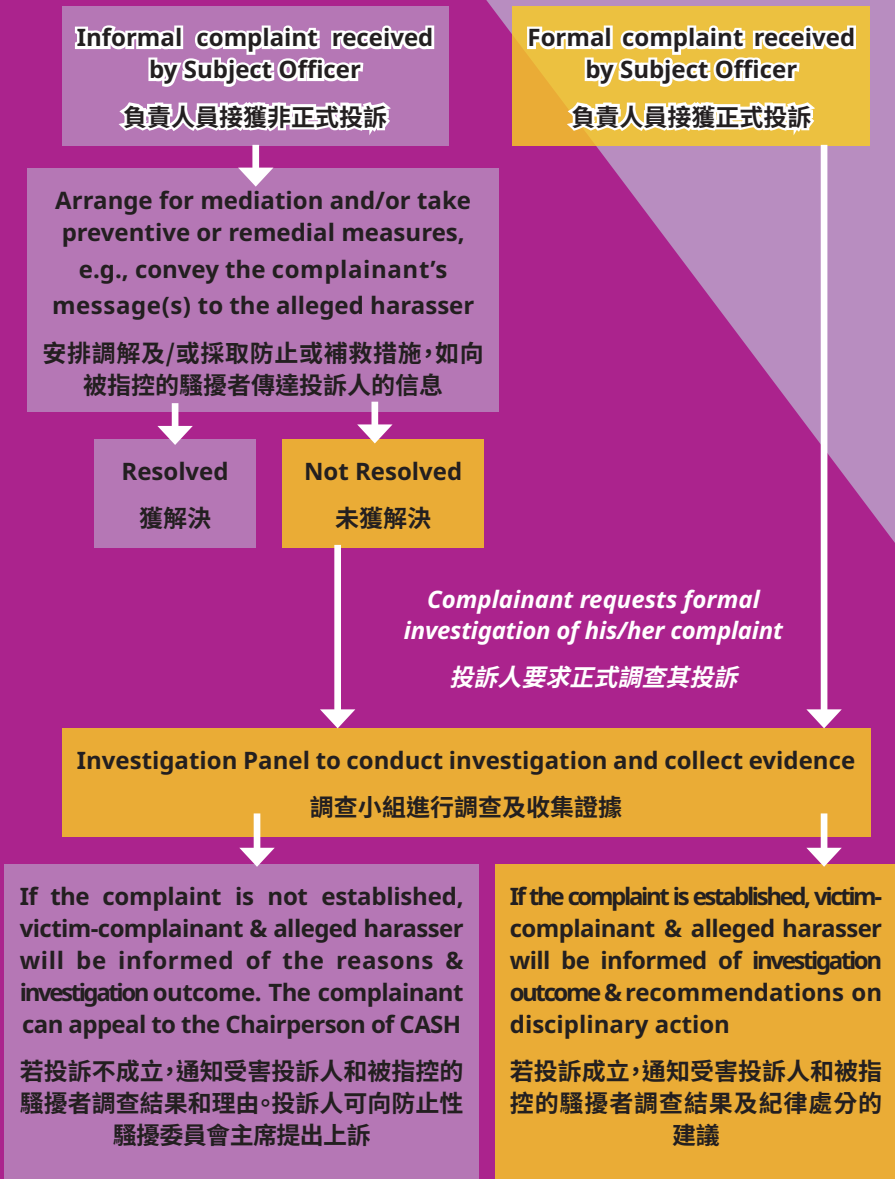 Informal complaint received
by Subject Officer
負責人員接獲非正式投訴
Formal complaint received
by Subject Officer
負責人員接獲正式投訴
Arrange for mediation and/or take
preventive or remedial measures,
e.g., convey the complainant’s
message(s) to the alleged harasser
安排調解及/或採取防止或補救措施，如向
被指控的騷擾者傳達投訴人的信息
Resolved
獲解決
Not Resolved
未獲解決
Complainant requests formal
investigation of his/her complaint
投訴人要求正式調查其投訴
Investigation Panel to conduct investigation and collect evidence
調查小組進行調查及收集證據
If the complaint is not established,
victim-complainant & alleged harasser
will be informed of the reasons &
investigation outcome. The complainant
can appeal to the Chairperson of CASH
若投訴不成立，通知受害投訴人和被指控的
騷擾者調查結果和理由。投訴人可向防止性
騷擾委員會主席提出上訴
If the complaint is established, victim-
complainant & alleged harasser
will be informed of investigation
outcome & recommendations on
disciplinary action
若投訴成立，通知受害投訴人和被指
控的騷擾者調查結果及紀律處分的
建議